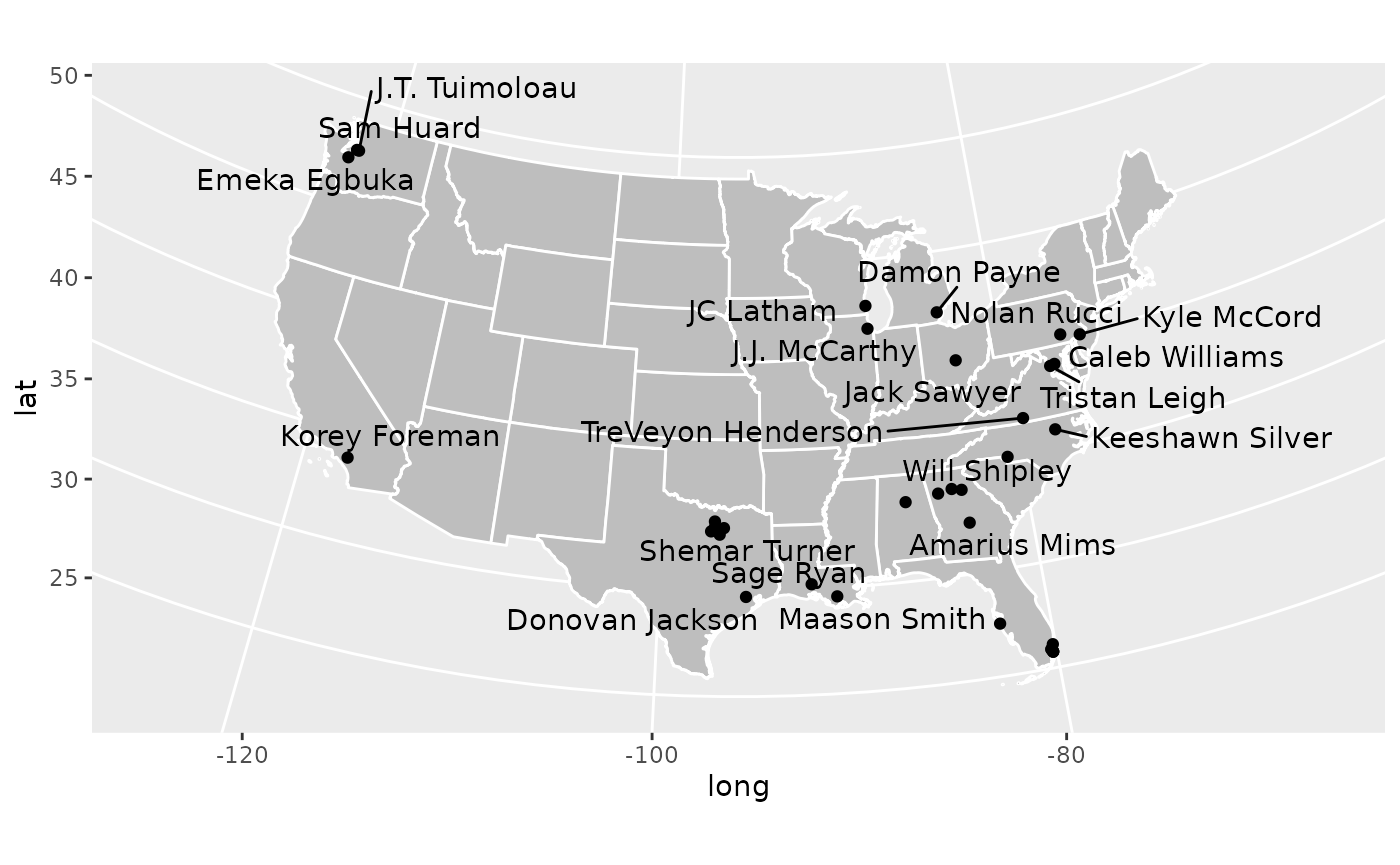 50
J.T. Tuimoloau
Sam Huard
45
Emeka Egbuka
40
Damon Payne
JC Latham
Nolan Rucci
Kyle McCord
J.J. McCarthy
Caleb Williams
35
Jack Sawyer
Tristan Leigh
TreVeyon Henderson
Keeshawn Silver
Korey Foreman
30
Will Shipley
Amarius Mims
Shemar Turner
Sage Ryan
25
Donovan Jackson
Maason Smith
lat
-120
-100
-80
long